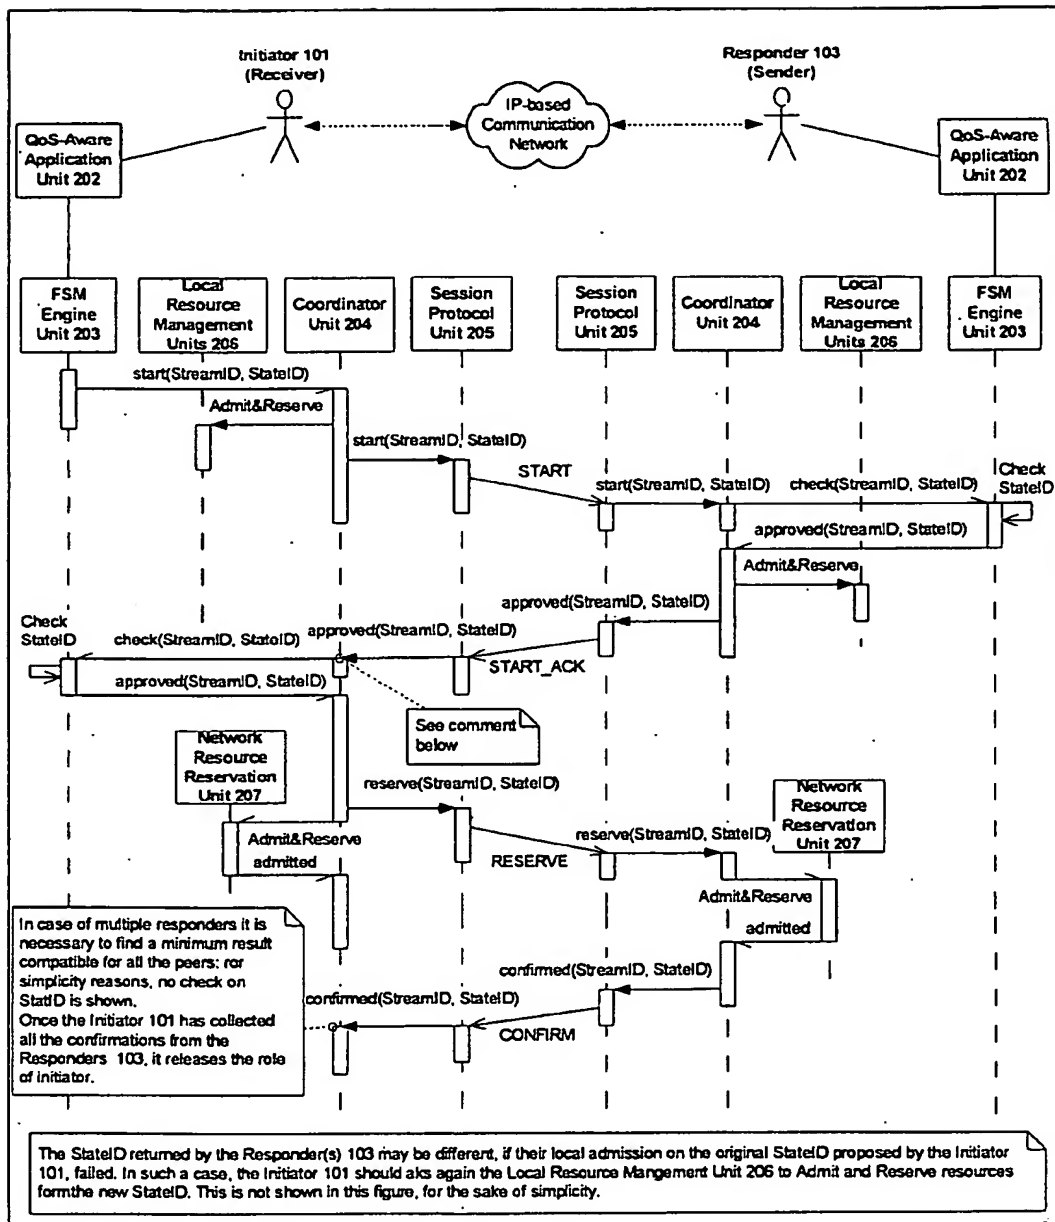 Initiator 101
(Receiver)
Responder 103
(Sender)
IP-based
Communication
Network
QoS-Aware
Application
Unit 202
QoS-Aware
Application
Unit 202
FSM
Engine
Unit 203
Local
Resource
Management
Units 206
Coordinator
Unit 204
Session
Protocol
Unit 205
Session
Protocol
Unit 205
Coordinator
Unit 204
Local
Resource
Management
Units 206
FSM
Engine
Unit 203
start(StreamID, StateID)
Admit&Reserve
start(StreamID, StateID)
START
start(StreamID, StateID)
check(StreamID, StateID)
Check
StateID
approved(StreamID, StateID)
Admit&Reserve
approved(StreamID, StateID)
START_ACK
approved(StreamID, StateID)
check(StreamID, StateID)
Check
StateID
approved(StreamID, StateID)
See comment
below
Network
Resource
Reservation
Unit 207
reserve(StreamID, StateID)
Admit&Reserve
admitted
RESERVE
reserve(StreamID, StateID)
Network
Resource
Reservation
Unit 207
Admit&Reserve
admitted
confirmed(StreamID, StateID)
CONFIRM
confirmed(StreamID, StateID)
In case of multiple responders it is
necessary to find a minimum result
compatible for all the peers: for
simplicity reasons, no check on
StatID is shown.
Once the Initiator 101 has collected
all the confirmations from the
Responders 103, it releases the role
of initiator.
The StateID returned by the Responder(s) 103 may be different, if their local admission on the original StateID proposed by the Initiator
101, failed. In such a case, the Initiator 101 should aks again the Local Resource Mangement Unit 206 to Admit and Reserve resources
formthe new StateID. This is not shown in this figure, for the sake of simplicity.